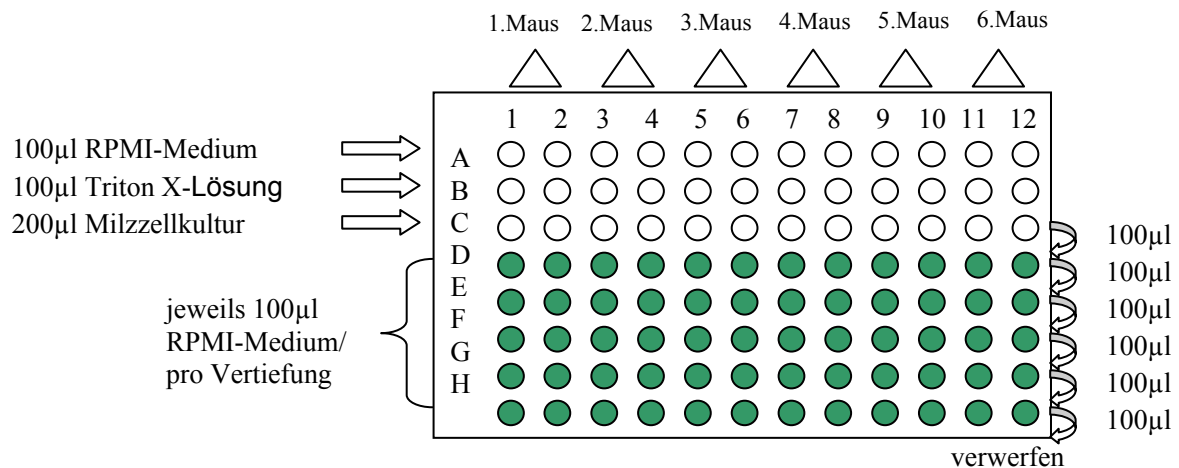 1.Maus 2.Maus 3.Maus 4.Maus 5.Maus 6.Maus
1 2 3 4 5 6 7 8 9 10 11 12
100µl RPMI-Medium
100µl Triton X-Lösung
200µl Milzzellkultur
A
B
C
D
E
F
G
H
jeweils 100µl
RPMI-Medium/
pro Vertiefung
100µl
100µl
100µl
100µl
100µl
100µl
verwerfen